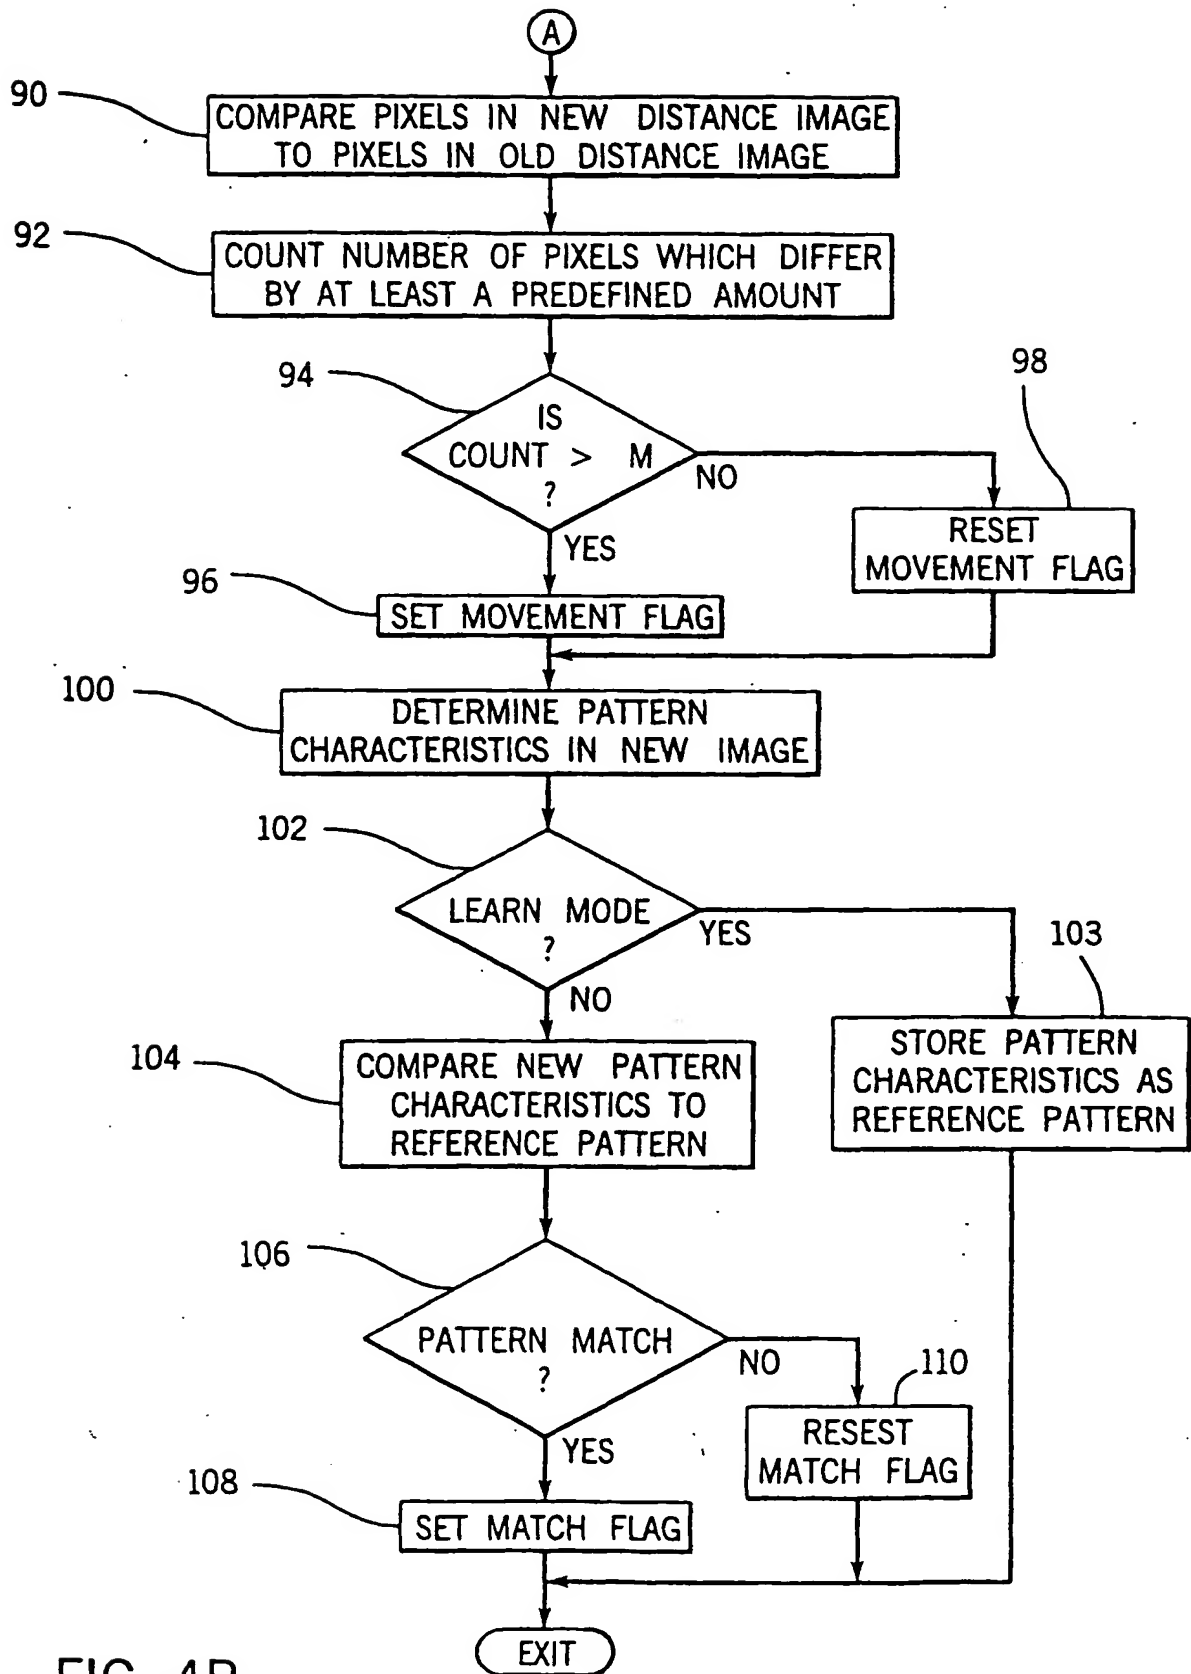 A
90
COMPARE PIXELS IN NEW DISTANCE IMAGE
TO PIXELS IN OLD DISTANCE IMAGE
92
COUNT NUMBER OF PIXELS WHICH DIFFER
BY AT LEAST A PREDEFINED AMOUNT
94
IS
COUNT > M
?
NO
YES
98
RESET
MOVEMENT FLAG
96
SET MOVEMENT FLAG
100
DETERMINE PATTERN
CHARACTERISTICS IN NEW IMAGE
102
LEARN MODE
?
YES
NO
103
STORE PATTERN
CHARACTERISTICS AS
REFERENCE PATTERN
104
COMPARE NEW PATTERN
CHARACTERISTICS TO
REFERENCE PATTERN
106
PATTERN MATCH
?
NO
YES
110
RESEST
MATCH FLAG
108
SET MATCH FLAG
EXIT
FIG. 4B